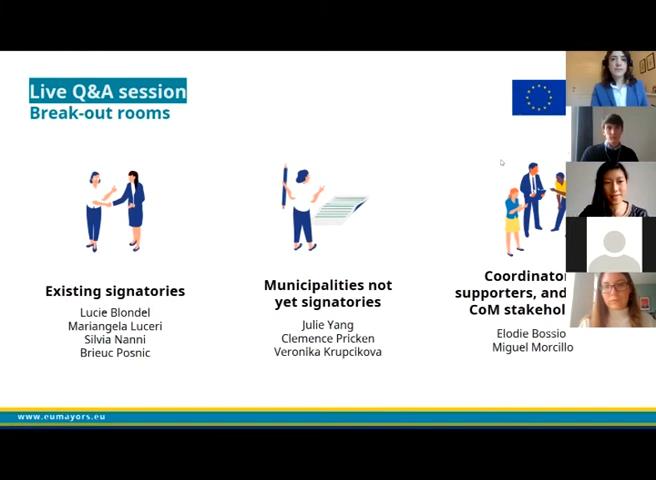 Live Q&A session
Break-out rooms
Existing signatories
Lucie Blondel
Mariangela Luceri
Silvia Nanni
Brieuc Posnic
Municipalities not
yet signatories
Julie Yang
Clemence Pricken
Veronika Krupcikova
Coordinato
supporters, and
CoM stakehol
Elodie Bossio
Miguel Morcillo
www.eumayors.eu